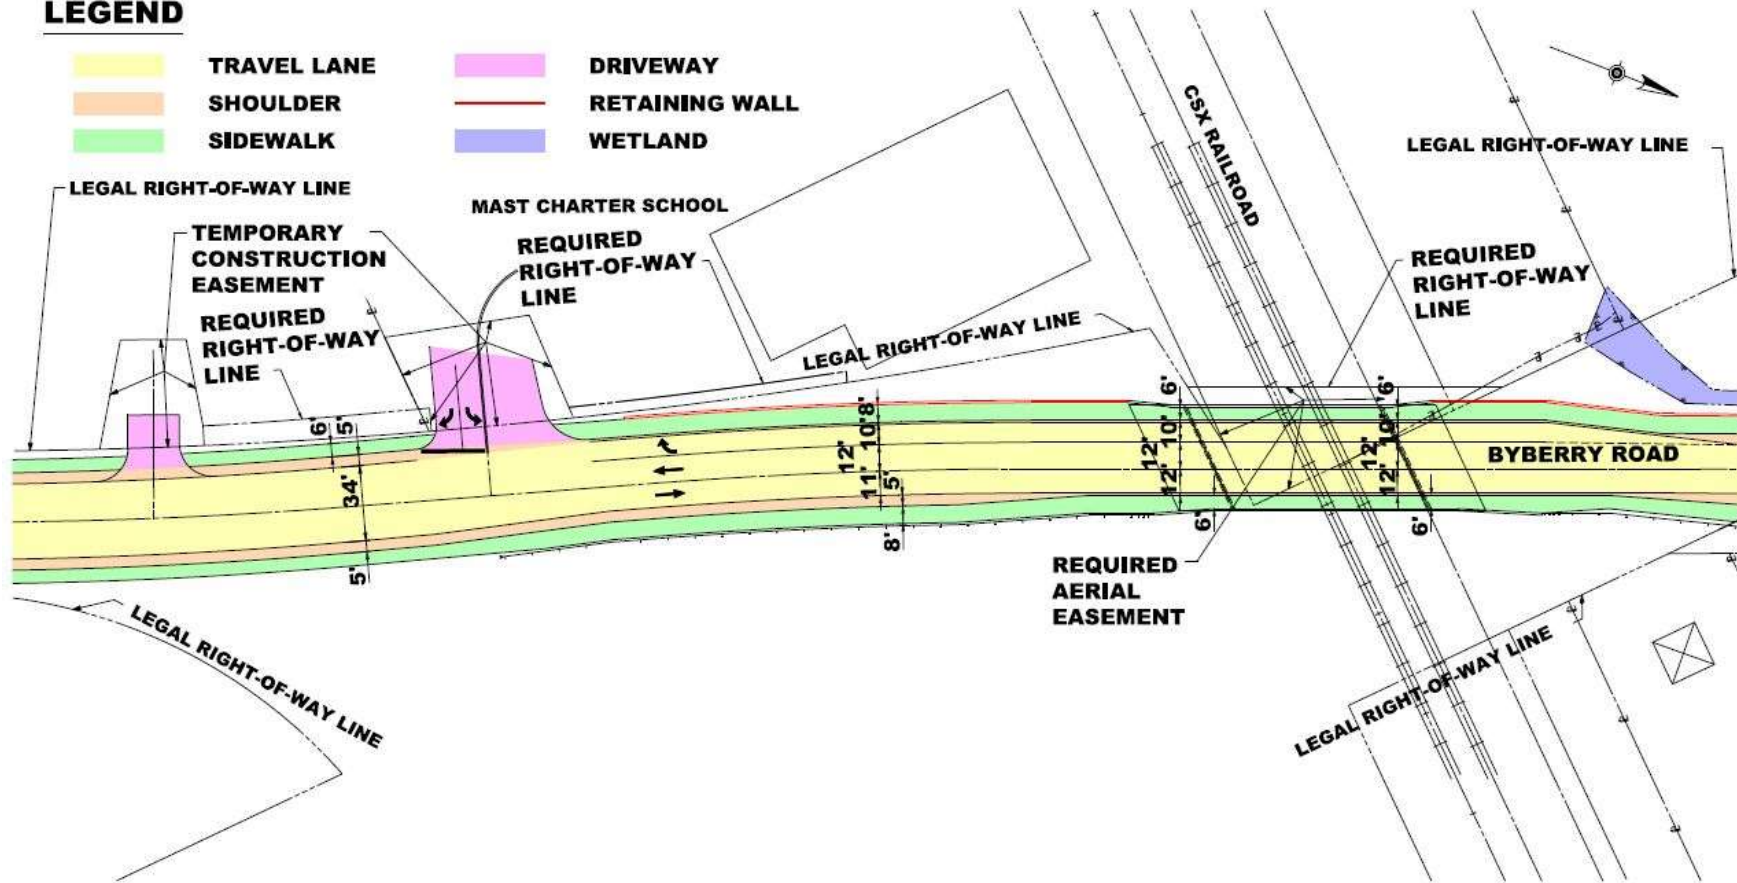 LEGEND
TRAVEL LANE
SHOULDER
SIDEWALK
DRIVEWAY
RETAINING WALL
WETLAND
LEGAL RIGHT-OF-WAY LINE
TEMPORARY
CONSTRUCTION
EASEMENT
REQUIRED
RIGHT-OF-WAY
LINE
MAST CHARTER SCHOOL
REQUIRED
RIGHT-OF-WAY
LINE
LEGAL RIGHT-OF-WAY LINE
CSX RAILROAD
LEGAL RIGHT-OF-WAY LINE
REQUIRED
RIGHT-OF-WAY
LINE
6'
5'
34'
5'
8'
10'
12'
11'
5'
8'
6'
10'
12'
12'
6'
6'
10'
12'
12'
6'
BYBERRY ROAD
REQUIRED
AERIAL
EASEMENT
LEGAL RIGHT-OF-WAY LINE
LEGAL RIGHT-OF-WAY LINE